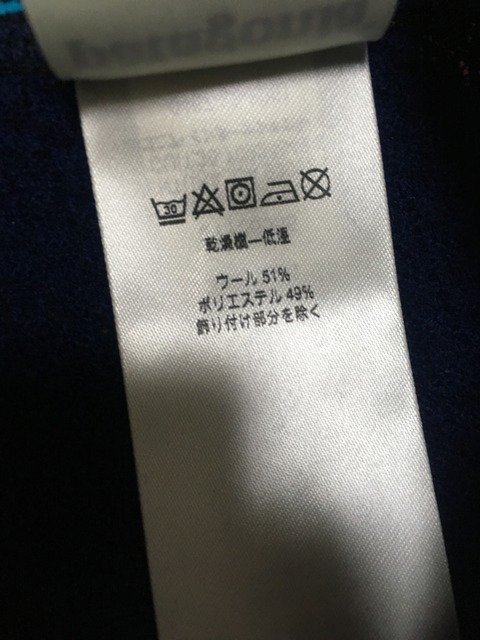 30
乾燥機—低温
ウール 51%
ポリエステル 49%
飾り付け部分を除く